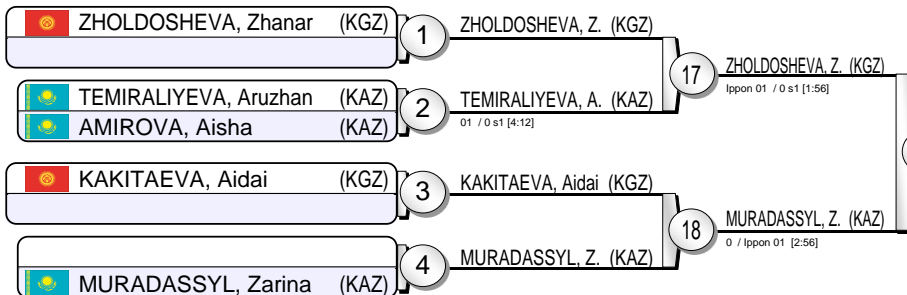 ZHOLDOSHEVA, Zhanar (KGZ)
1
ZHOLDOSHEVA, Z. (KGZ)
17
ZHOLDOSHEVA, Z. (KGZ)
Ippon 01 / 0 s1 [1:56]
TEMIRALIYEVA, Aruzhan (KAZ)
AMIROVA, Aisha (KAZ)
2
TEMIRALIYEVA, A. (KAZ)
01 / 0 s1 [4:12]
KAKITAEVA, Aidai (KGZ)
3
KAKITAEVA, Aidai (KGZ)
18
MURADASSYL, Z. (KAZ)
0 / Ippon 01 [2:56]
MURADASSYL, Zarina (KAZ)
4
MURADASSYL, Z. (KAZ)